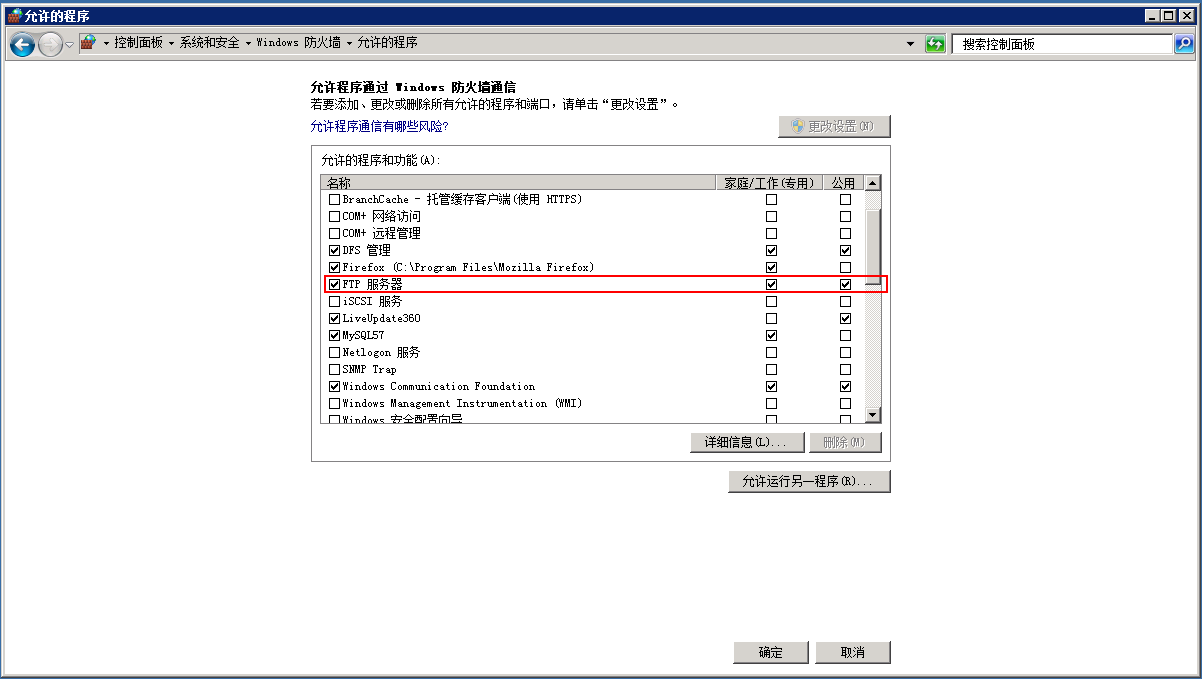 允许的程序
控制面板 系统和安全 Windows 防火墙 允许的程序 搜索控制面板
允许程序通过 Windows 防火墙通信
若要添加、更改或删除所有允许的程序和端口，请单击“更改设置”。
允许程序通信有哪些风险?
更改设置(N)
允许的程序和功能(A):
名称 家庭/工作(专用) 公用
BranchCache - 托管缓存客户端(使用 HTTPS)
COM+ 网络访问
COM+ 远程管理
DFS 管理
Firefox (C:\Program Files\Mozilla Firefox)
FTP 服务器
iSCSI 服务
LiveUpdate360
MySQL57
Netlogon 服务
SNMP Trap
Windows Communication Foundation
Windows Management Instrumentation (WMI)
Windows 安全配置向导
详细信息(L)... 删除(M)
允许运行另一程序(R)...
确定 取消